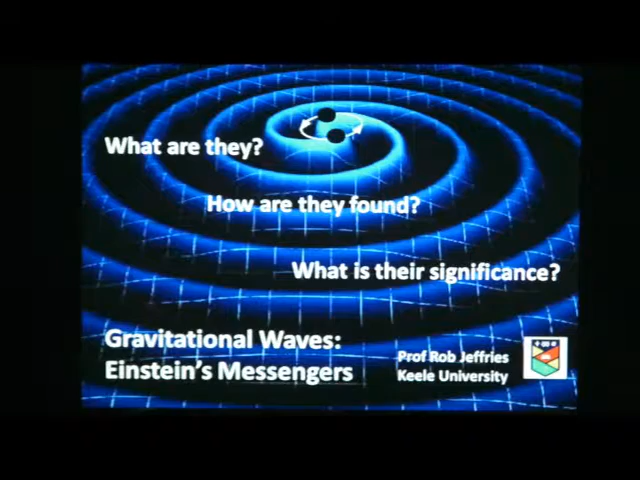 What are they?
How are they found?
What is their significance?
Gravitational Waves:
Einstein's Messengers
Prof Rob Jeffries
Keele University